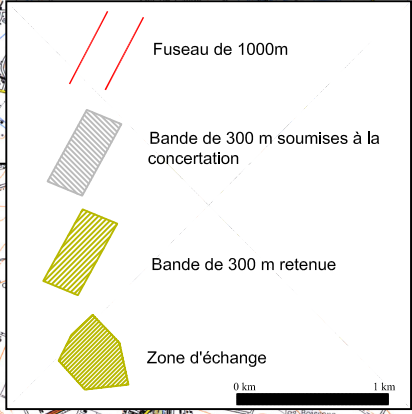 Fuseau de 1000m
Bande de 300 m soumises à la
concertation
Bande de 300 m retenue
Zone d'échange
0 km 1 km